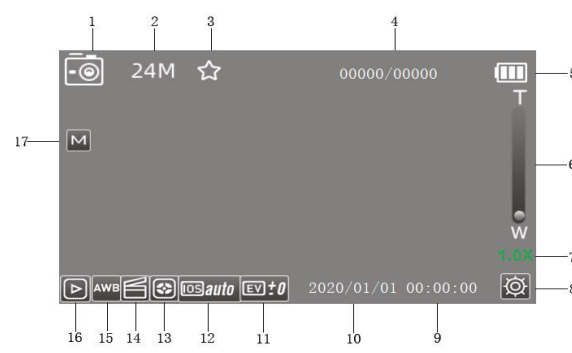 1 2 3 4
24M 00000/00000 5
T
17 M 6
W
1.0X 7
AWB IOS auto EV ±0 2020/01/01 00:00:00 8
16 15 14 13 12 11 10 9